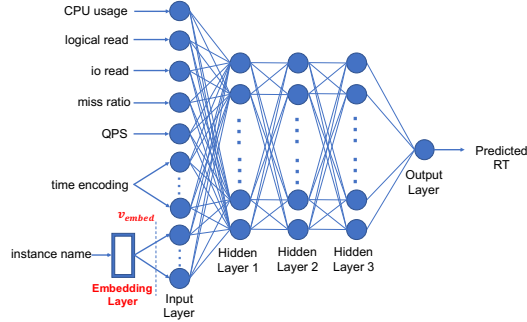 CPU usage
logical read
io read
miss ratio
QPS
time encoding
v_embed
instance name
Embedding
Layer
Input
Layer
Hidden
Layer 1
Hidden
Layer 2
Hidden
Layer 3
Output
Layer
Predicted
RT